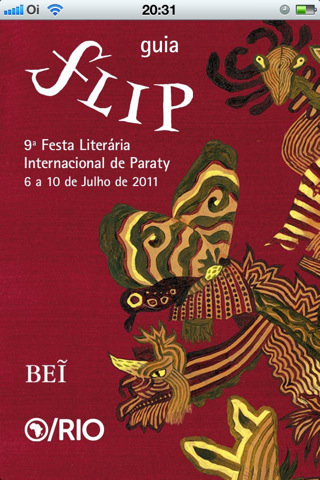 Oi 20:31
guia
FLIP
9ª Festa Literária
Internacional de Paraty
6 a 10 de Julho de 2011
BEĨ
/RIO